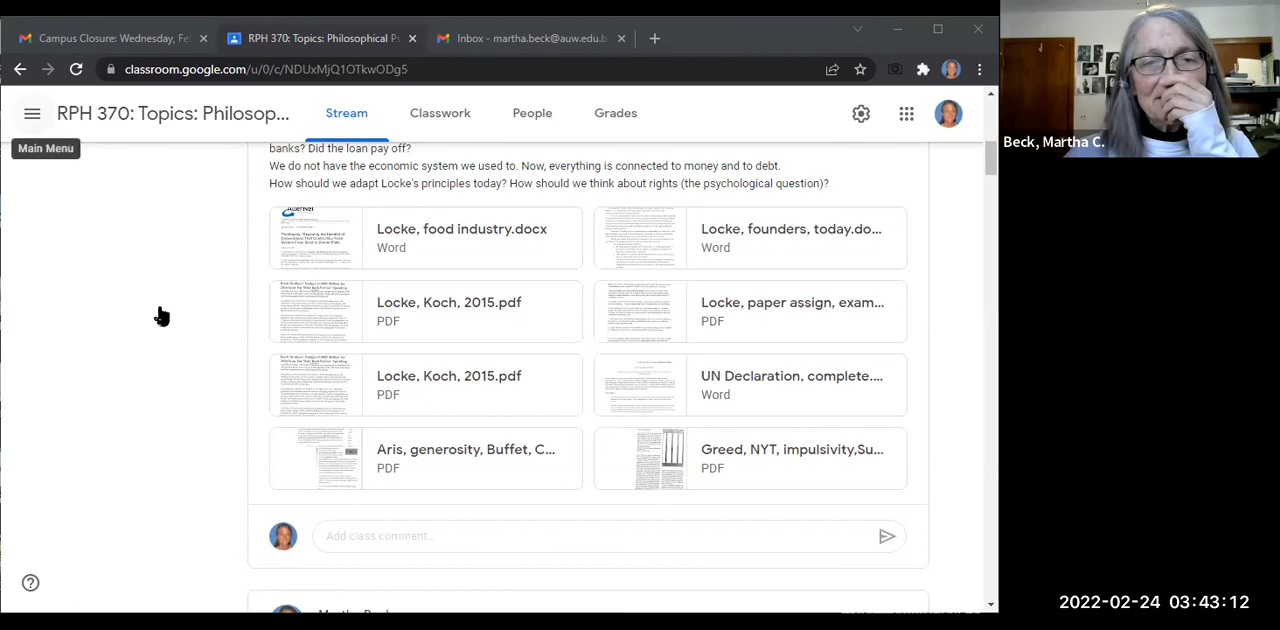 Campus Closure: Wednesday, Fel
RPH 370: Topics: Philosophical Ps
Inbox - martha.beck@auw.edu.b
classroom.google.com/u/0/c/NDUxMjQ1OTkwODg5
RPH 370: Topics: Philosop...
Stream
Classwork
People
Grades
Beck, Martha C.
Main Menu
banks? Did the loan pay off?
We do not have the economic system we used to. Now, everything is connected to money and to debt.
How should we adapt Locke's principles today? How should we think about rights (the psychological question)?
Locke, food industry.docx
Word
Locke, founders, today.do...
Word
Locke, Koch, 2015.pdf
PDF
Locke paper assign, exam...
PDF
Locke, Koch, 2015.pdf
PDF
Word
Aris, generosity, Buffet, C...
PDF
Greed, NYT, impulsivity,Su...
PDF
Add class comment...
2022-02-24 03:43:12